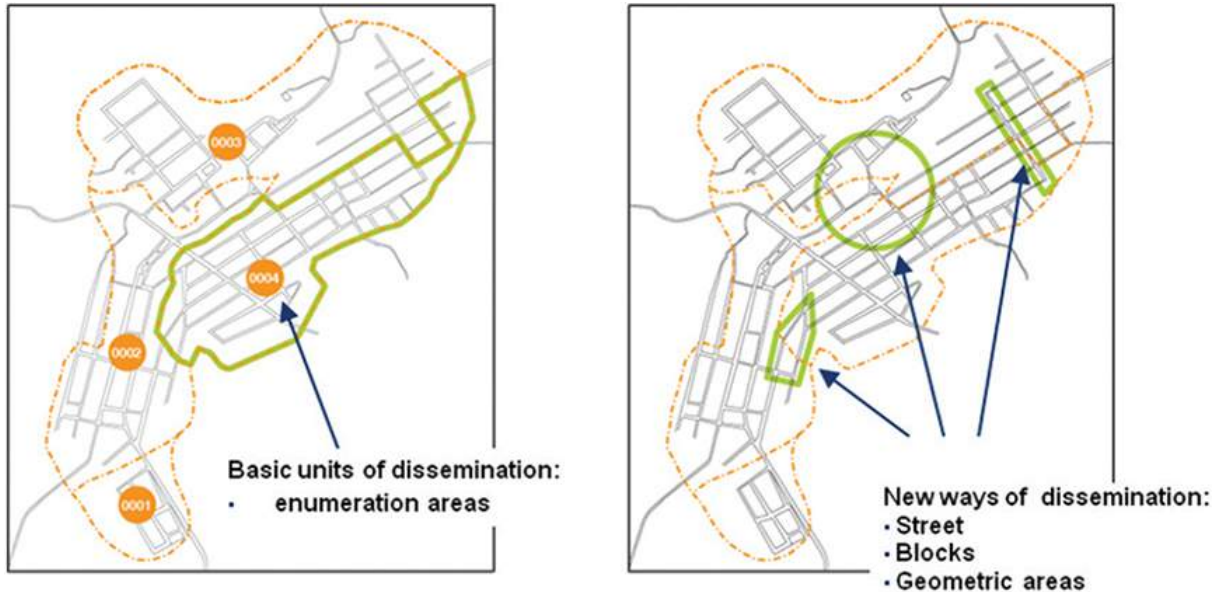 0003
0004
0002
0001
Basic units of dissemination:
▪ enumeration areas
New ways of dissemination:
▪ Street
▪ Blocks
▪ Geometric areas